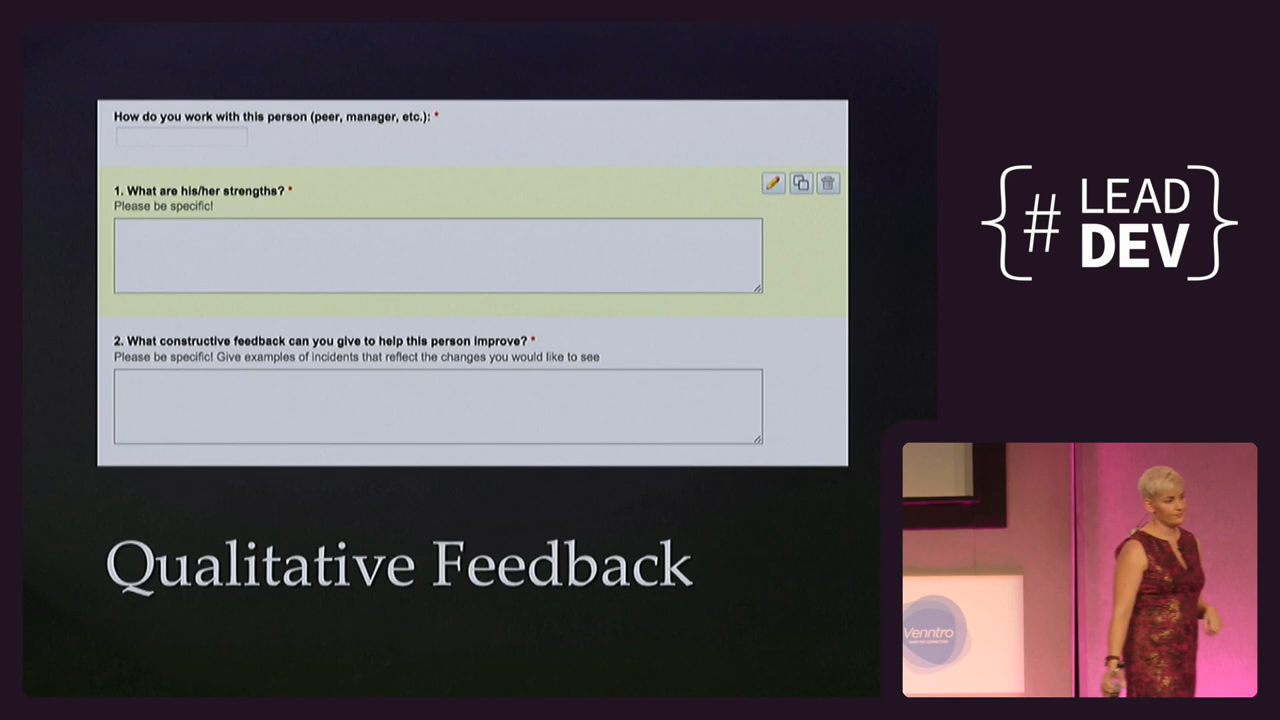 How do you work with this person (peer, manager, etc.): *
1. What are his/her strengths? *
Please be specific!
2. What constructive feedback can you give to help this person improve? *
Please be specific! Give examples of incidents that reflect the changes you would like to see
Qualitative Feedback
{# LEAD
DEV}
Venntro